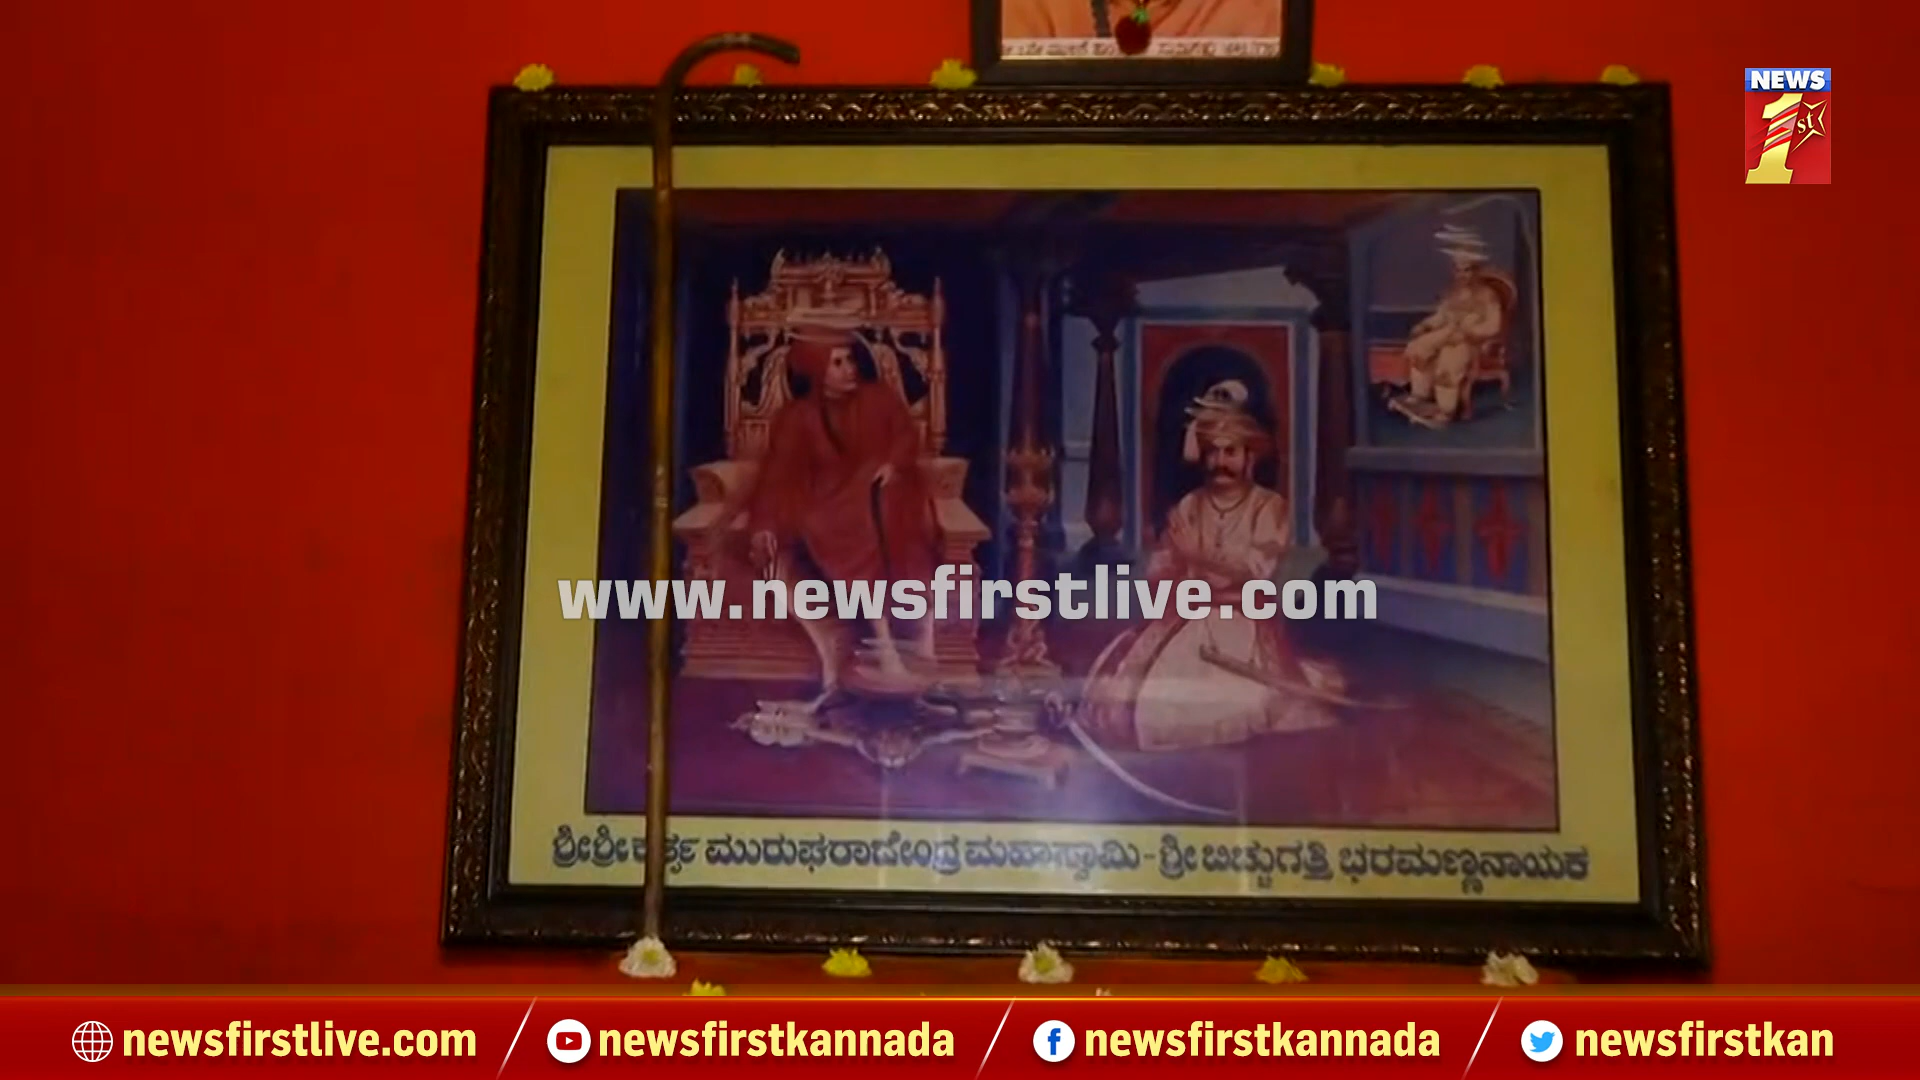 NEWS
1st
www.newsfirstlive.com
ಮುರುಘರಾಜೇಂದ್ರ ಮಹಾಸ್ವಾಮಿ - ಶ್ರೀ ಬಿಚ್ಚುಗತ್ತಿ ಭರಮಣ್ಣನಾಯಕ
newsfirstlive.com newsfirstkannada newsfirstkannada newsfirstkan